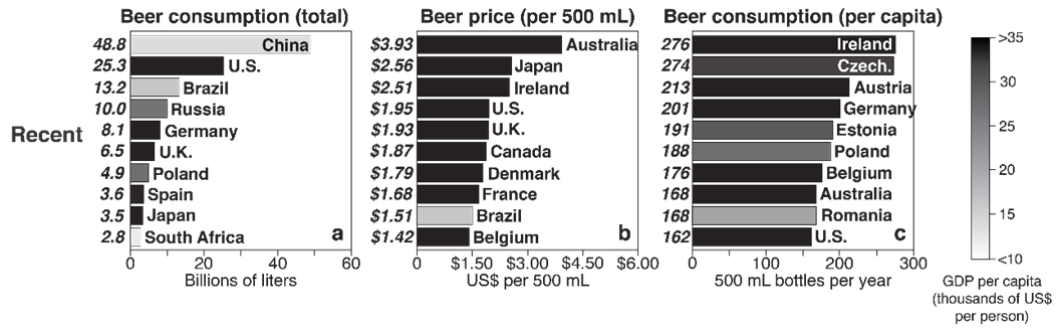 Beer consumption (total)
48.8 China
25.3 U.S.
13.2 Brazil
10.0 Russia
8.1 Germany
6.5 U.K.
4.9 Poland
3.6 Spain
3.5 Japan
2.8 South Africa
a
0 20 40 60
Billions of liters
Recent
Beer price (per 500 mL)
$3.93 Australia
$2.56 Japan
$2.51 Ireland
$1.95 U.S.
$1.93 U.K.
$1.87 Canada
$1.79 Denmark
$1.68 France
$1.51 Brazil
$1.42 Belgium
b
0 $1.50 $3.00 $4.50 $6.00
US$ per 500 mL
Beer consumption (per capita)
276 Ireland
274 Czech.
213 Austria
201 Germany
191 Estonia
188 Poland
176 Belgium
168 Australia
168 Romania
162 U.S.
c
0 100 200 300
500 mL bottles per year
>35
30
25
20
15
<10
GDP per capita
(thousands of US$
per person)